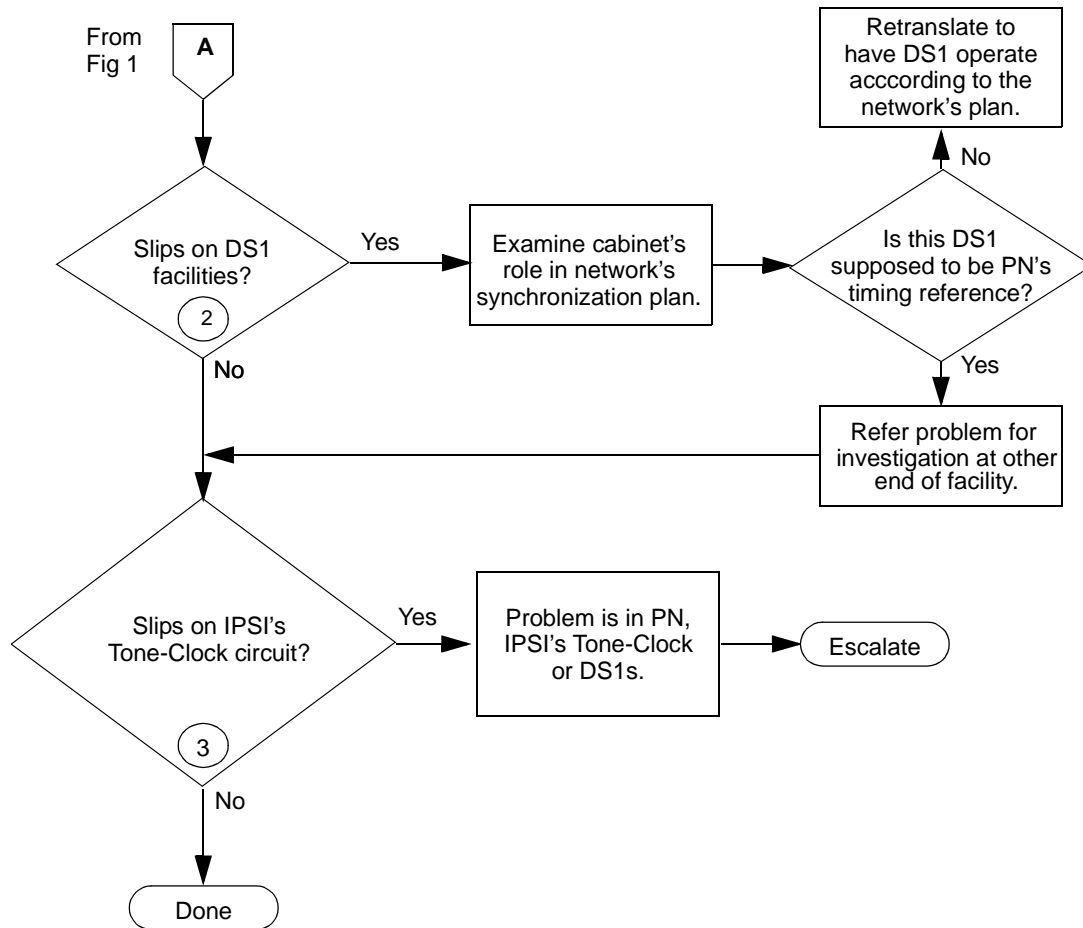 From
Fig 1
A
Retranslate to
have DS1 operate
acccording to the
network's plan.
No
Slips on DS1
facilities?
2
Yes
Examine cabinet's
role in network's
synchronization plan.
Is this DS1
supposed to be PN's
timing reference?
No
Yes
Refer problem for
investigation at other
end of facility.
Slips on IPSI's
Tone-Clock circuit?
3
Yes
Problem is in PN,
IPSI's Tone-Clock
or DS1s.
Escalate
No
Done